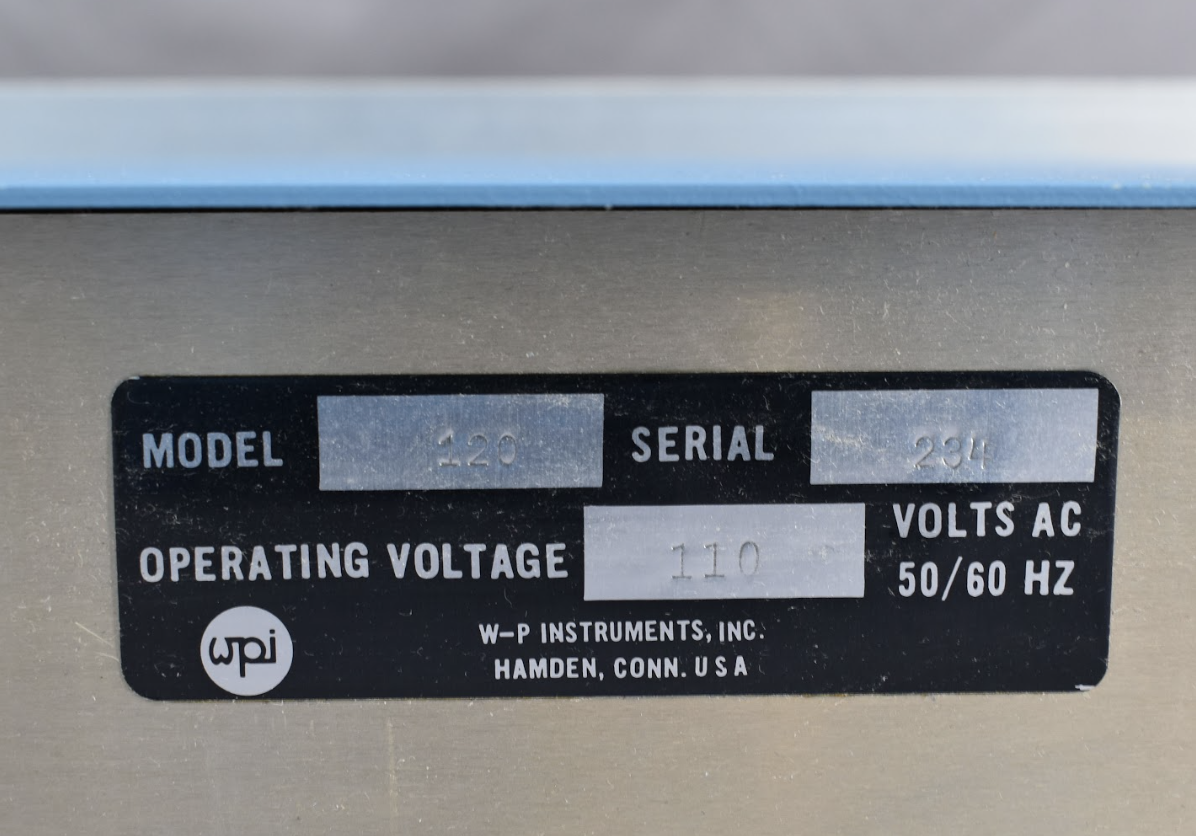 MODEL 120 SERIAL 234
OPERATING VOLTAGE 110 VOLTS AC
50/60 HZ
wpi
W-P INSTRUMENTS, INC.
HAMDEN, CONN. U S A